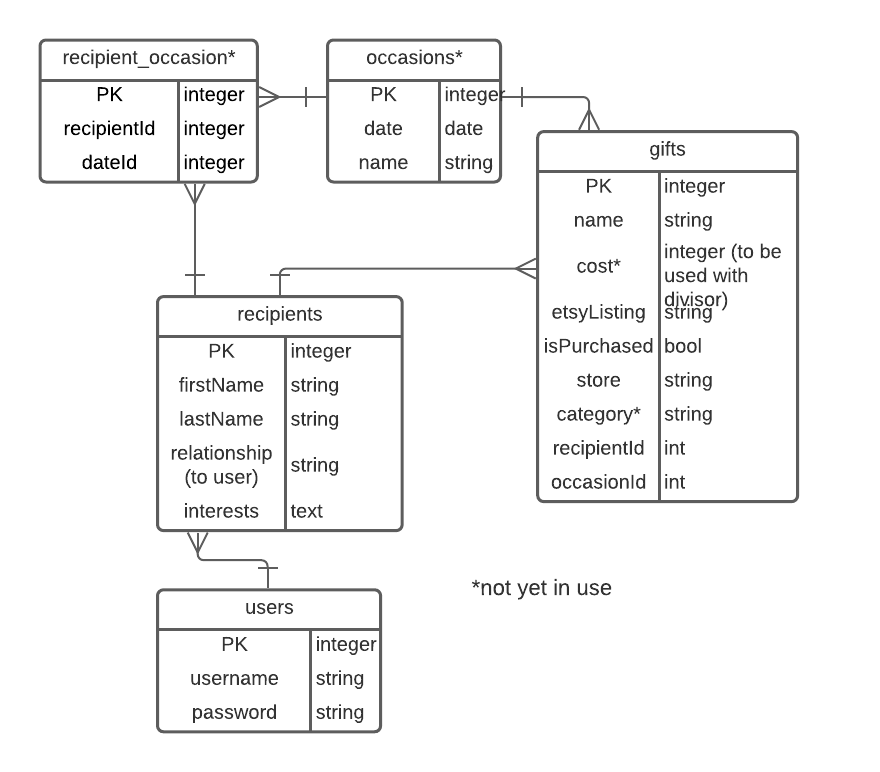 recipient_occasion*
PK integer
recipientId integer
dateId integer
occasions*
PK integer
date date
name string
gifts
PK integer
name string
cost* integer (to be
used with
divisor)
etsyListing string
isPurchased bool
store string
category* string
recipientId int
occasionId int
recipients
PK integer
firstName string
lastName string
relationship
(to user) string
interests text
*not yet in use
users
PK integer
username string
password string